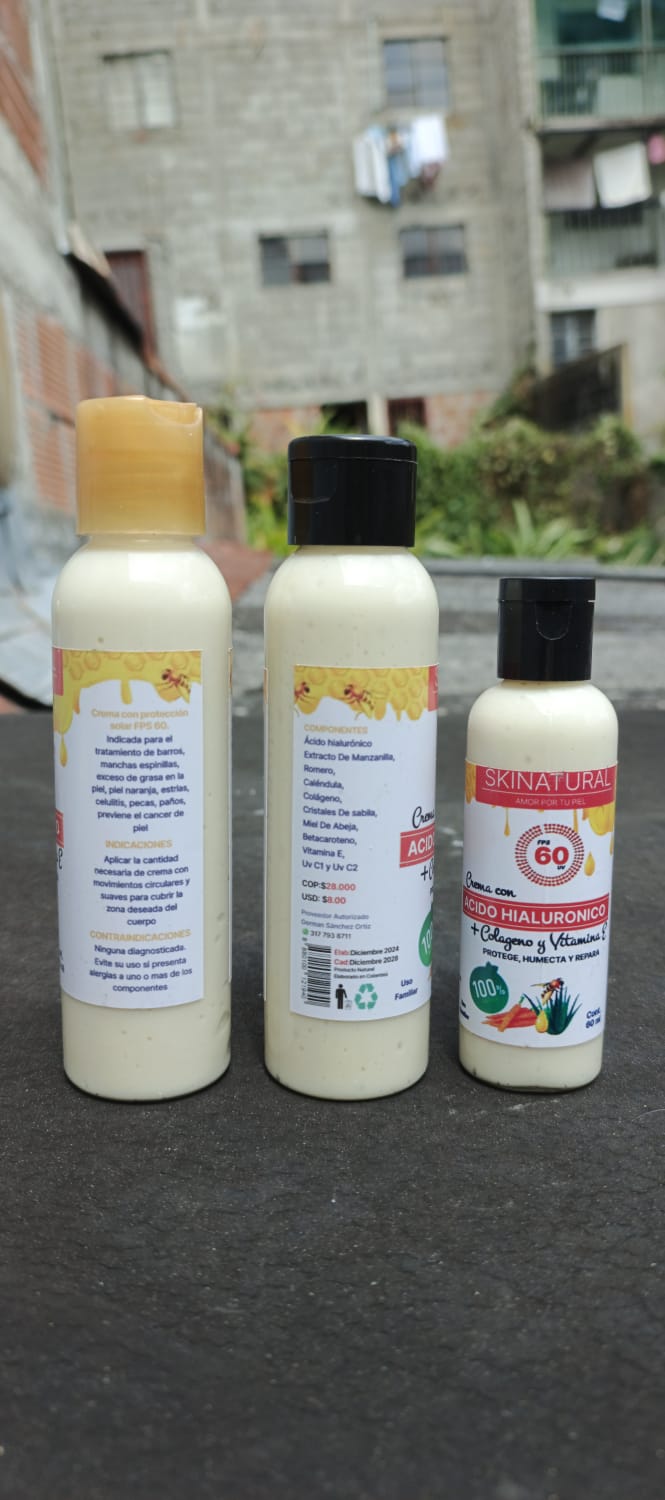 Crema con protección
solar FPS 60.
Indicada para el
tratamiento de barros,
manchas espinillas,
exceso de grasa en la
piel, piel naranja, estrias,
celulitis, pecas, paños,
previene el cancer de
piel
INDICACIONES
Aplicar la cantidad
necesaria de crema con
movimientos circulares y
suaves para cubrir la
zona deseada del
cuerpo
CONTRAINDICACIONES
Ninguna diagnosticada.
Evite su uso si presenta
alergias a uno o mas de los
componentes
COMPONENTES
Ácido hialurónico
Extracto De Manzanilla,
Romero,
Caléndula,
Colágeno,
Cristales De sabila,
Miel De Abeja,
Betacaroteno,
Vitamina E,
Uv C1 y Uv C2
COP:$28.000
USD: $8.00
Proveedor Autorizado
Dorman Sánchez Ortiz
317 793 8711
Elab:Diciembre 2024
Cad:Diciembre 2028
Producto Natural
Elaborado en Colombia
Uso
Familiar
Crema
ACID
SKINATURAL
AMOR POR TU PIEL
FPS
60
UV
Crema con
ACIDO HIALURONICO
+ Colageno y Vitamina E
PROTEGE, HUMECTA Y REPARA
100%
Cont.
60 ml